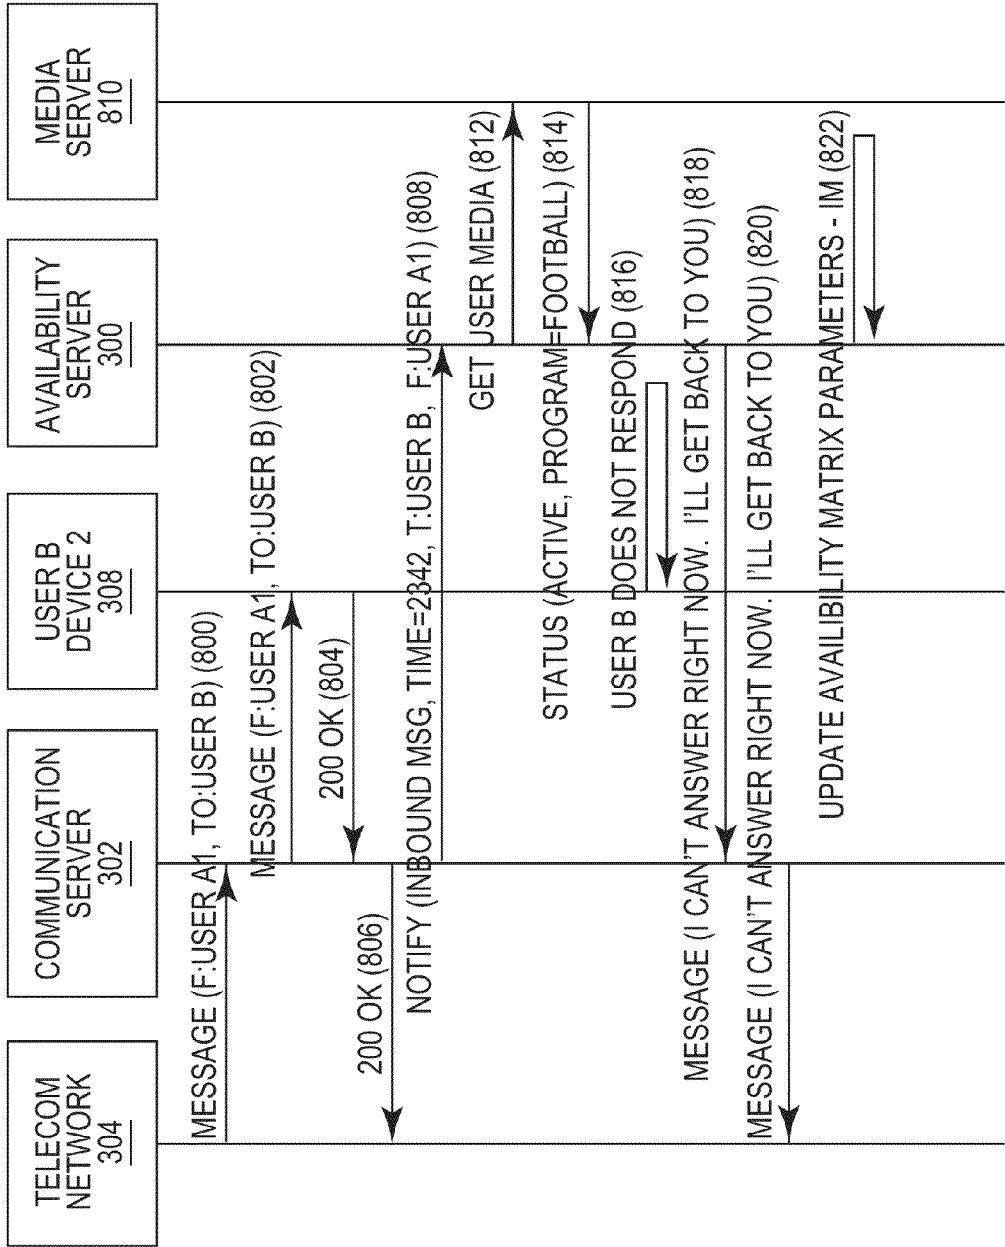 TELECOM
NETWORK
304
COMMUNICATION
SERVER
302
USER B
DEVICE 2
308
AVAILABILITY
SERVER
300
MEDIA
SERVER
810
MESSAGE (F:USER A1, TO:USER B) (800)
MESSAGE (F:USER A1, TO:USER B) (802)
200 OK (804)
200 OK (806)
NOTIFY (INBOUND MSG, TIME=2342, T:USER B, F:USER A1) (808)
GET USER MEDIA (812)
STATUS (ACTIVE, PROGRAM=FOOTBALL) (814)
USER B DOES NOT RESPOND (816)
MESSAGE (I CAN'T ANSWER RIGHT NOW. I'LL GET BACK TO YOU) (818)
MESSAGE (I CAN'T ANSWER RIGHT NOW. I'LL GET BACK TO YOU) (820)
UPDATE AVAILIBILITY MATRIX PARAMETERS - IM (822)